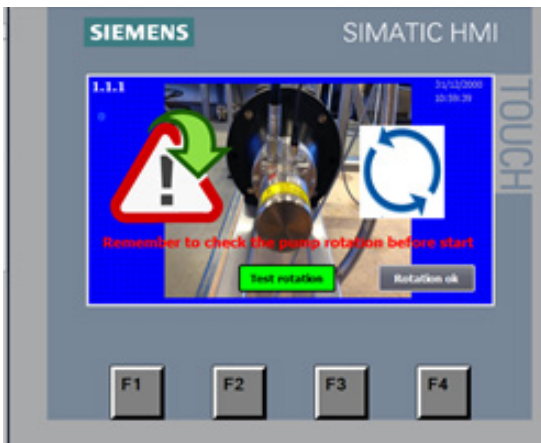 SIEMENS
SIMATIC HMI
TOUCH
1.1.1
31/12/2000
10:59:39
Remember to check the pump rotation before start
Test rotation
Rotation ok
F1
F2
F3
F4